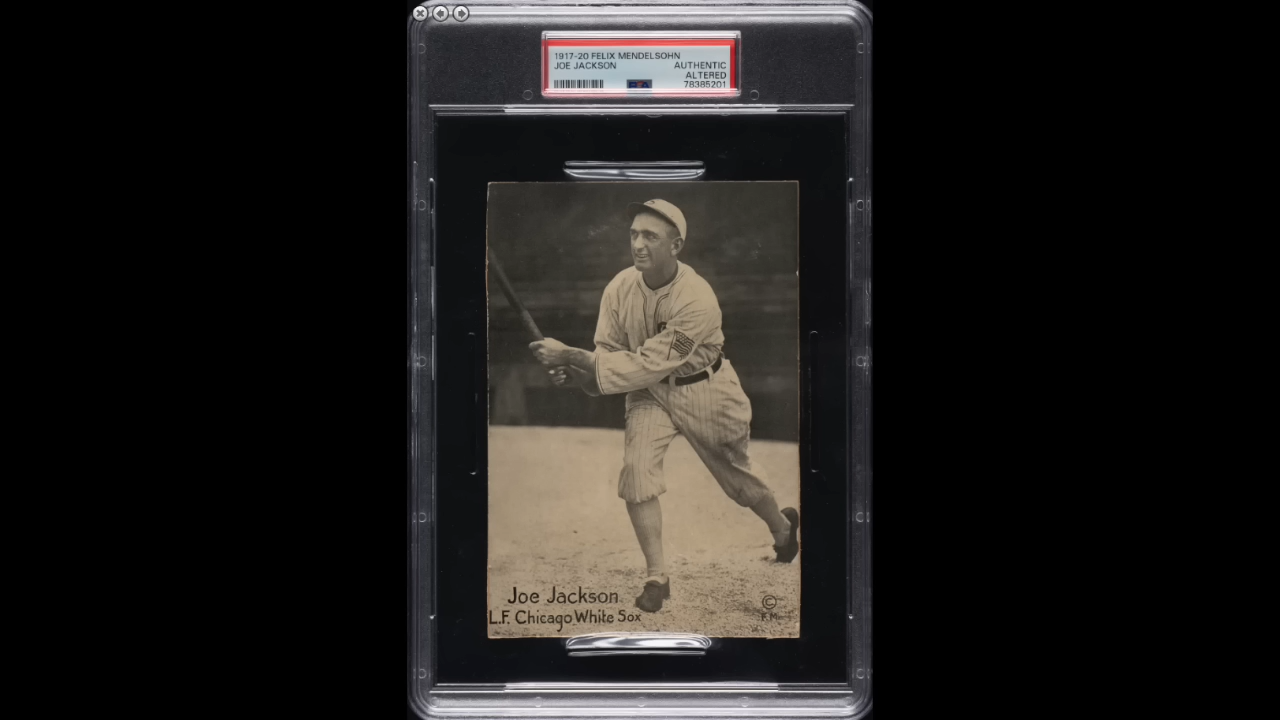 1917-20 FELIX MENDELSOHN
JOE JACKSON
AUTHENTIC
ALTERED
78385201
Joe Jackson
L.F. Chicago White Sox
©
F.M.